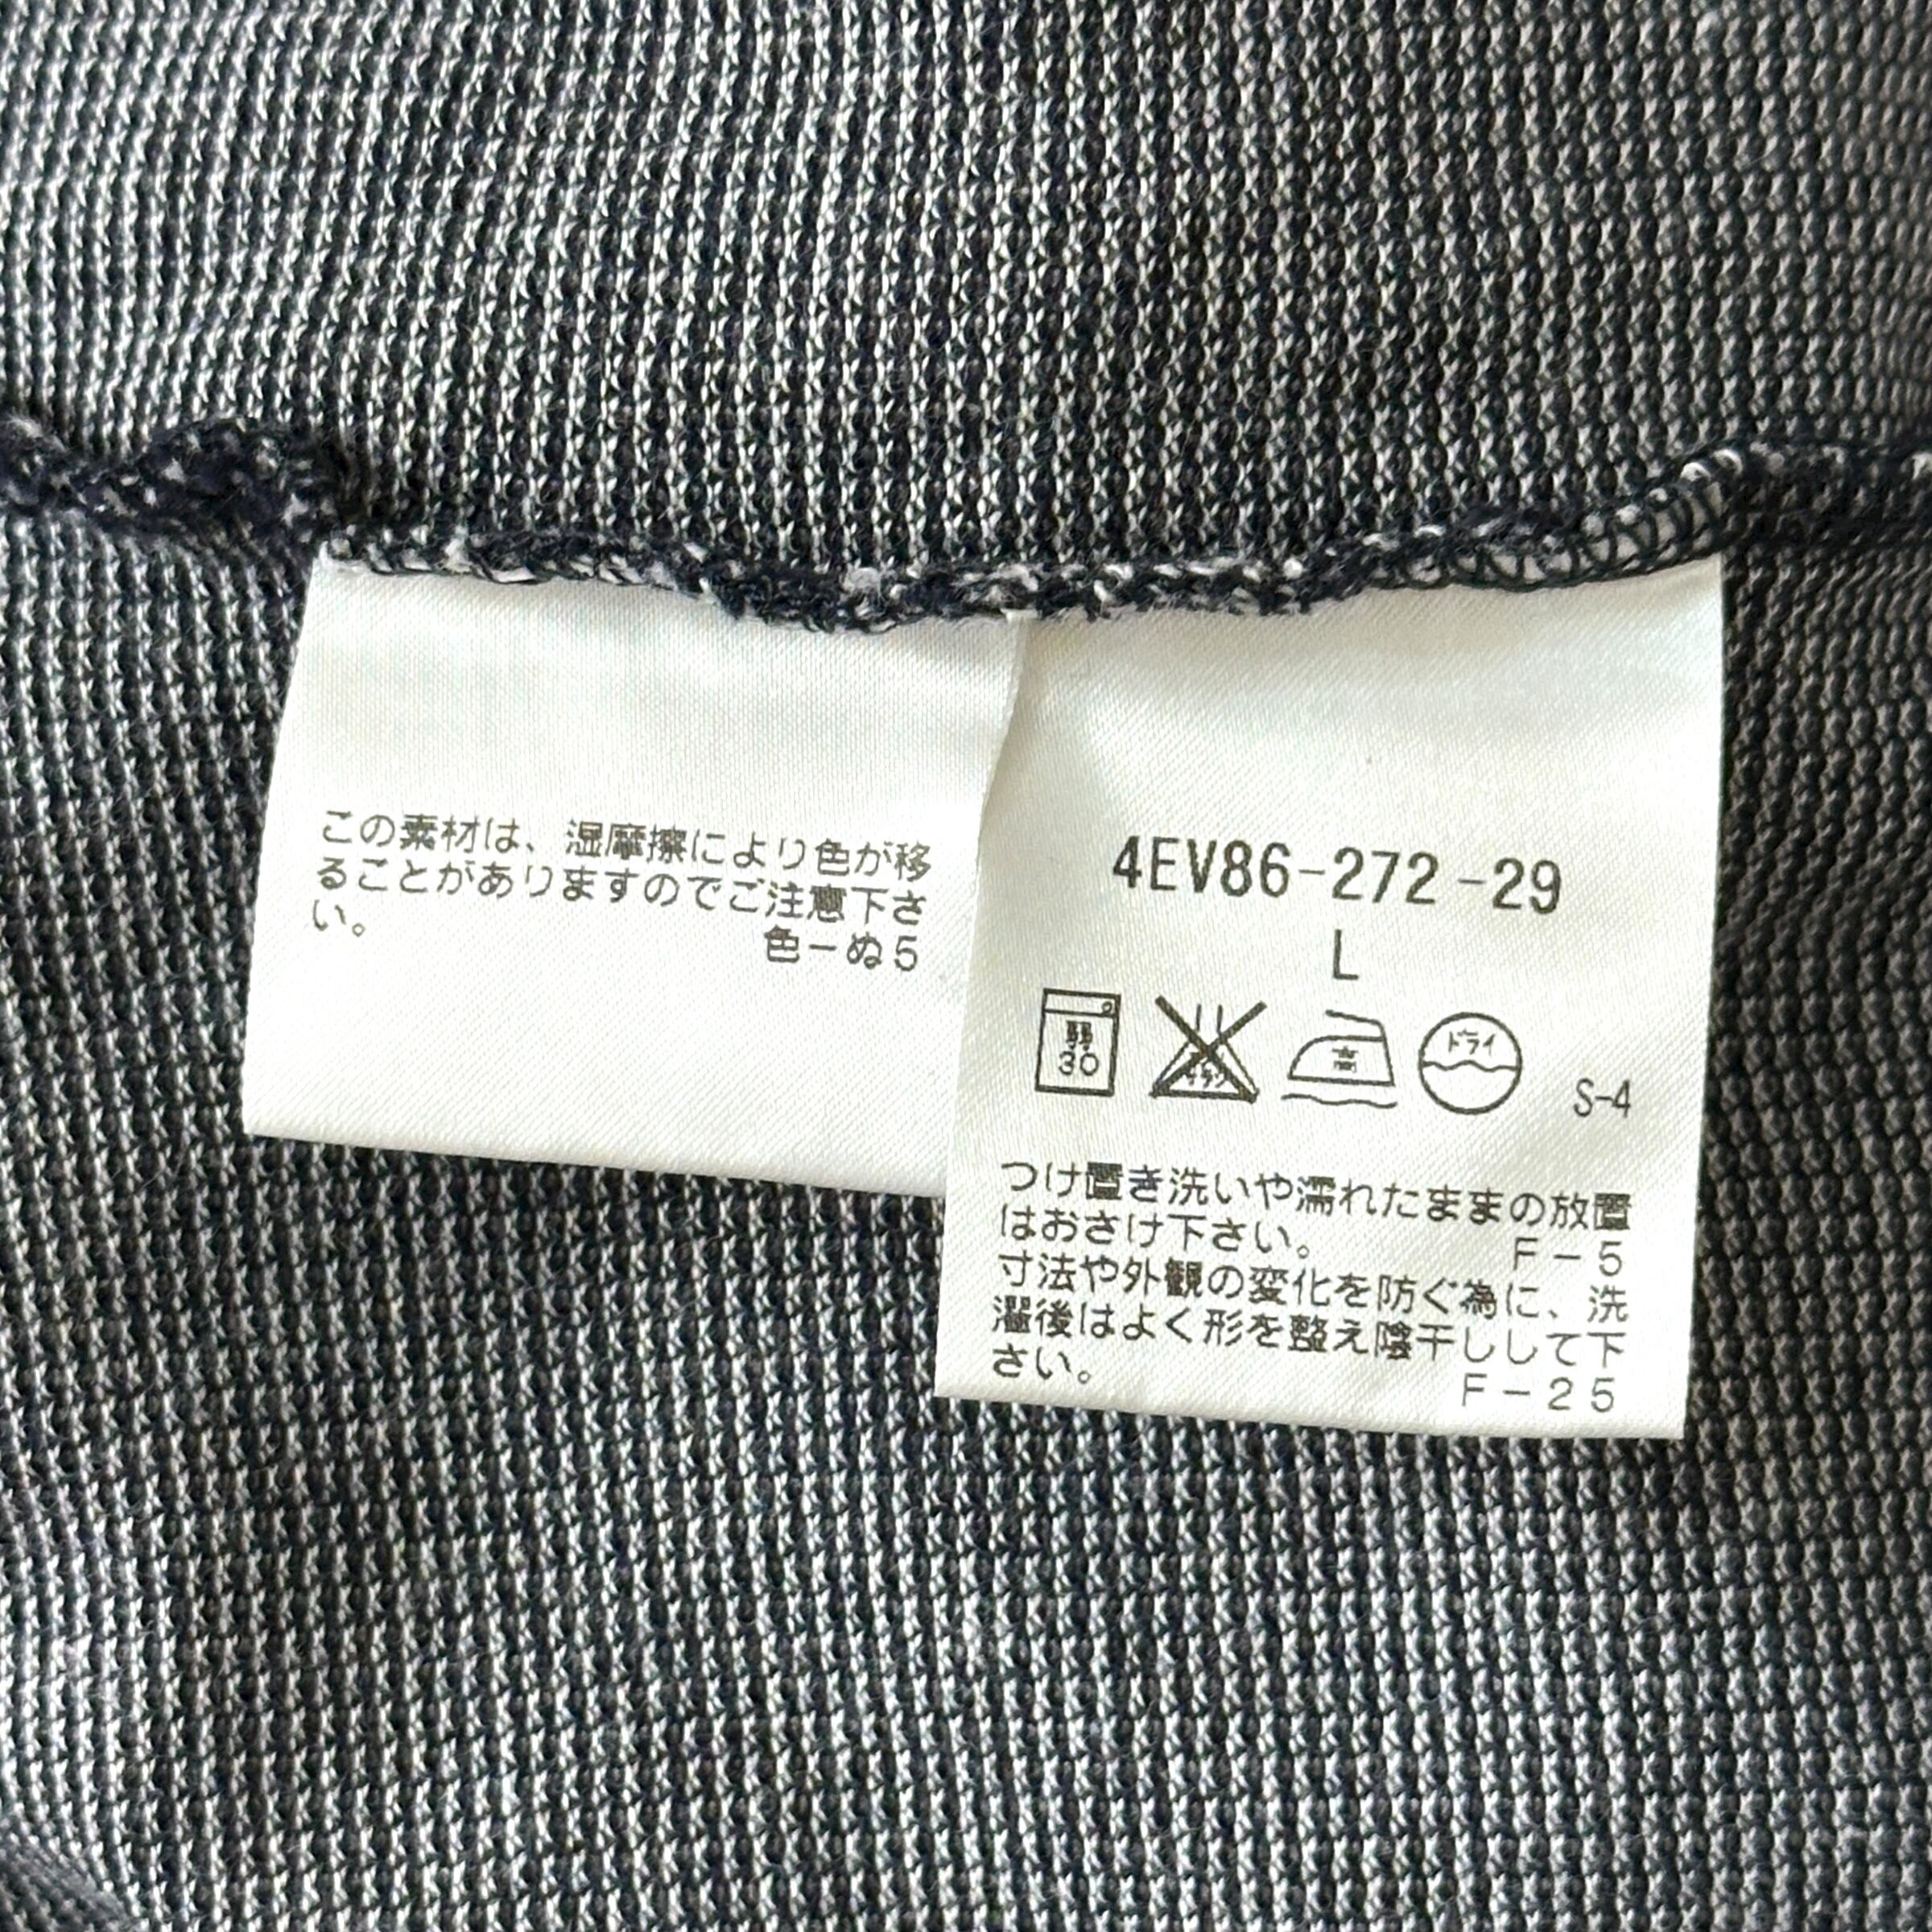 この素材は、湿摩擦により色が移
ることがありますのでご注意下さ
い。
色ーぬ5
4EV86-272-29
L
弱
30
高
ドライ
S-4
つけ置き洗いや濡れたままの放置
はおさけ下さい。 F-5
寸法や外観の変化を防ぐ為に、洗
濯後はよく形を整え陰干しして下
さい。 F-25